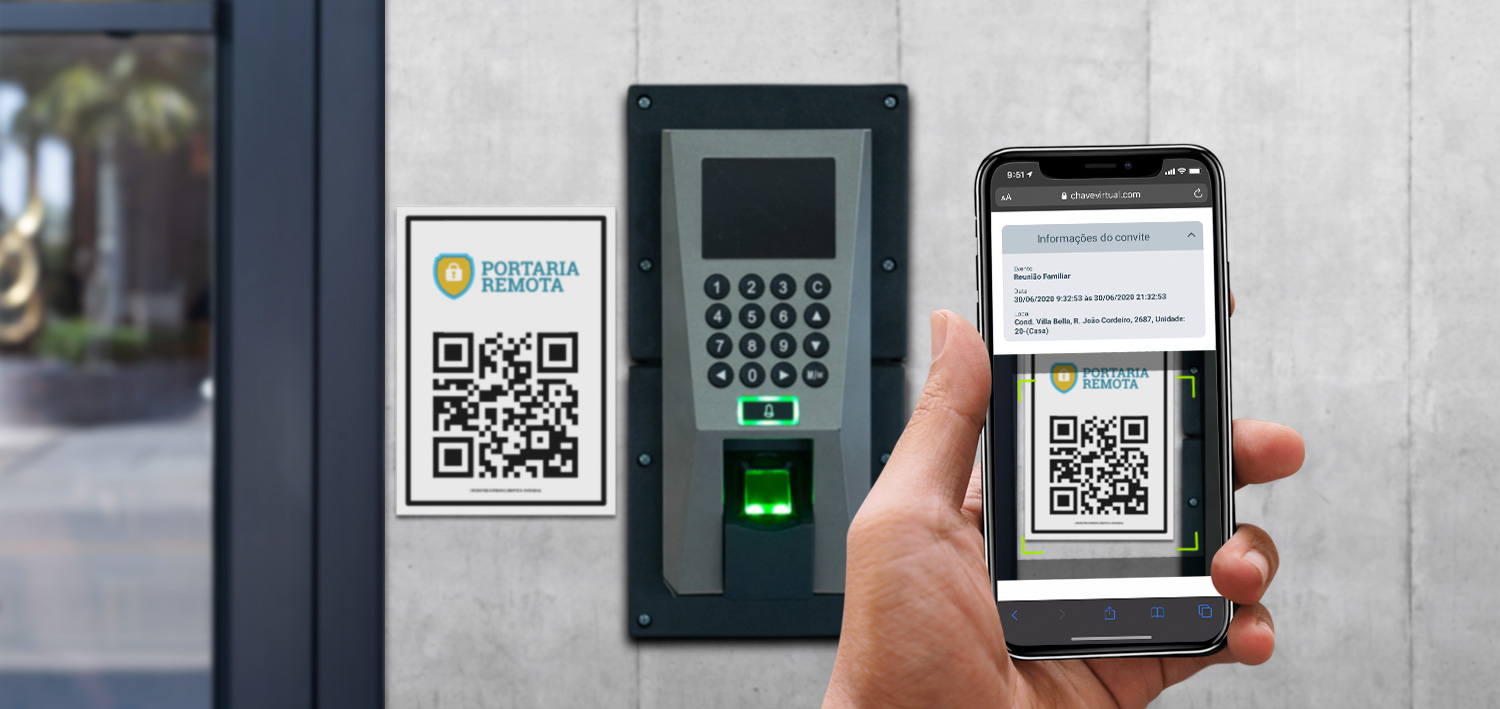 PORTARIA
REMOTA
1 2 3 C
4 5 6
7 8 9
0
9:51
AA
chavevirtual.com
Informações do convite
Evento
Reunião Familiar
Data
30/06/2020 9:32:53 às 30/06/2020 21:32:53
Local
Cond. Villa Bella, R. João Cordeiro, 2687, Unidade:
20-(Casa)
PORTARIA
REMOTA